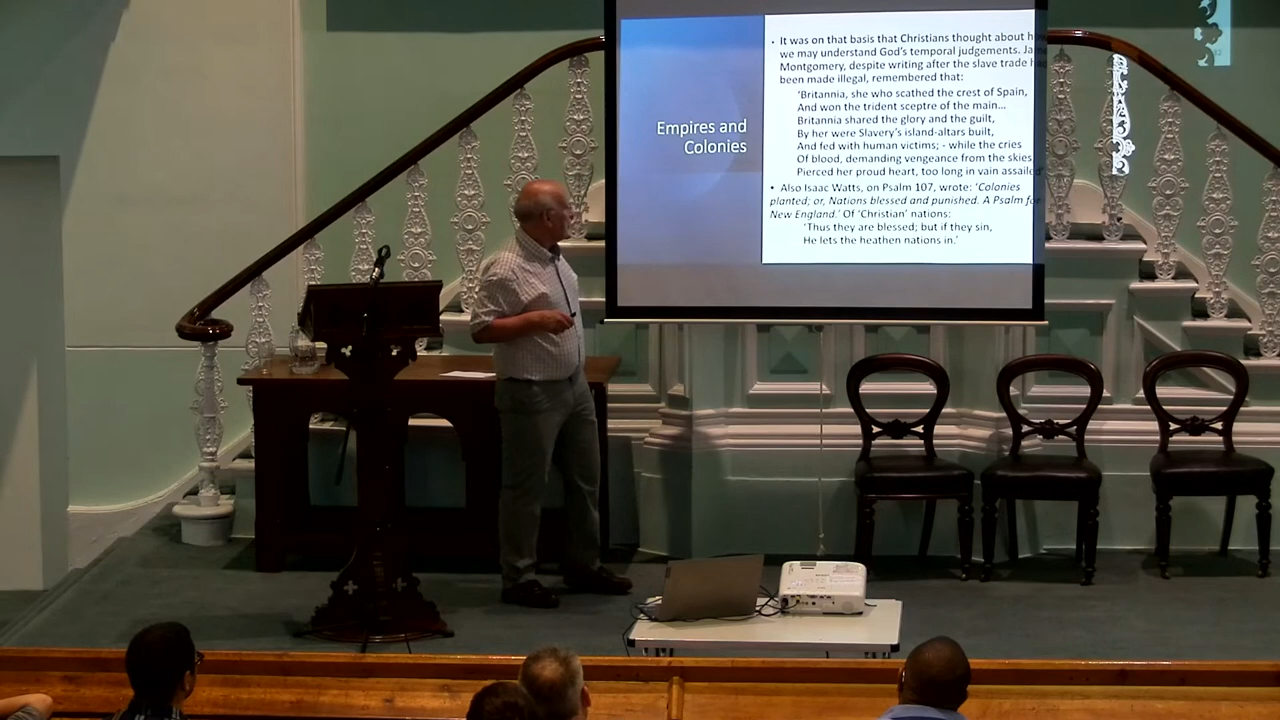 Empires and
Colonies
• It was on that basis that Christians thought about
we may understand God's temporal judgements.
Montgomery, despite writing after the slave trade
been made illegal, remembered that:
'Britannia, she who scathed the crest of Spain,
And won the trident sceptre of the main...
Britannia shared the glory and the guilt,
By her were Slavery's island-altars built,
And fed with human victims; - while the cries
Of blood, demanding vengeance from the skies,
Pierced her proud heart, too long in vain assailed'
• Also Isaac Watts, on Psalm 107, wrote: 'Colonies
planted; or, Nations blessed and punished. A Psalm for
New England.' Of 'Christian' nations:
'Thus they are blessed; but if they sin,
He lets the heathen nations in.'